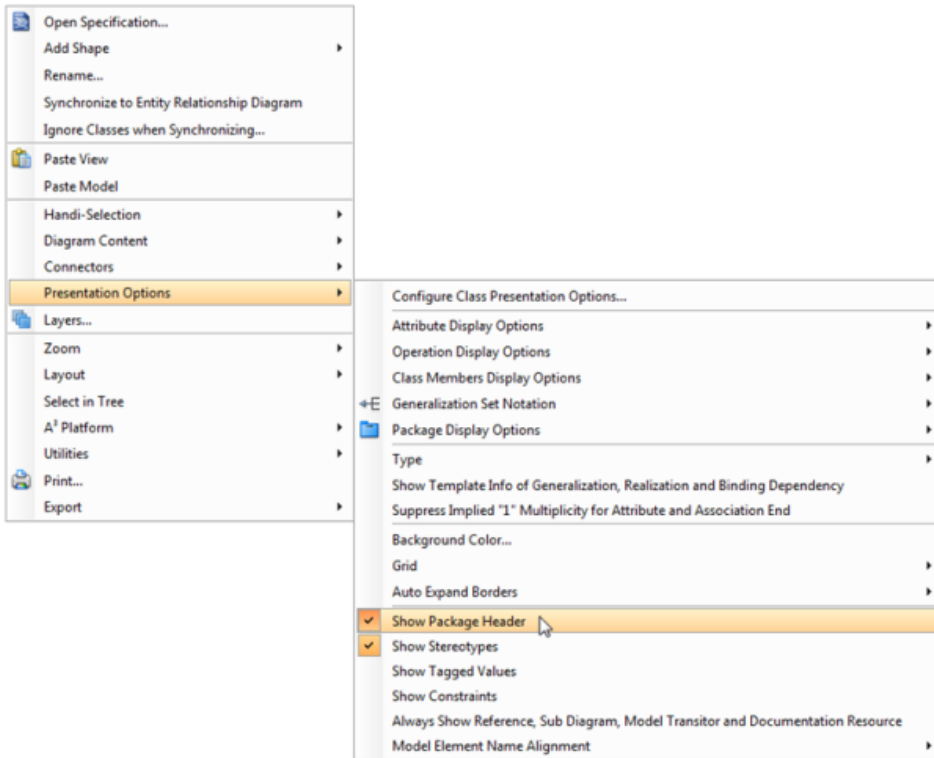 Open Specification...
Add Shape
Rename...
Synchronize to Entity Relationship Diagram
Ignore Classes when Synchronizing...
Paste View
Paste Model
Handi-Selection
Diagram Content
Connectors
Presentation Options
Layers...
Zoom
Layout
Select in Tree
A³ Platform
Utilities
Print...
Export
Configure Class Presentation Options...
Attribute Display Options
Operation Display Options
Class Members Display Options
Generalization Set Notation
Package Display Options
Type
Show Template Info of Generalization, Realization and Binding Dependency
Suppress Implied "1" Multiplicity for Attribute and Association End
Background Color...
Grid
Auto Expand Borders
Show Package Header
Show Stereotypes
Show Tagged Values
Show Constraints
Always Show Reference, Sub Diagram, Model Transitor and Documentation Resource
Model Element Name Alignment